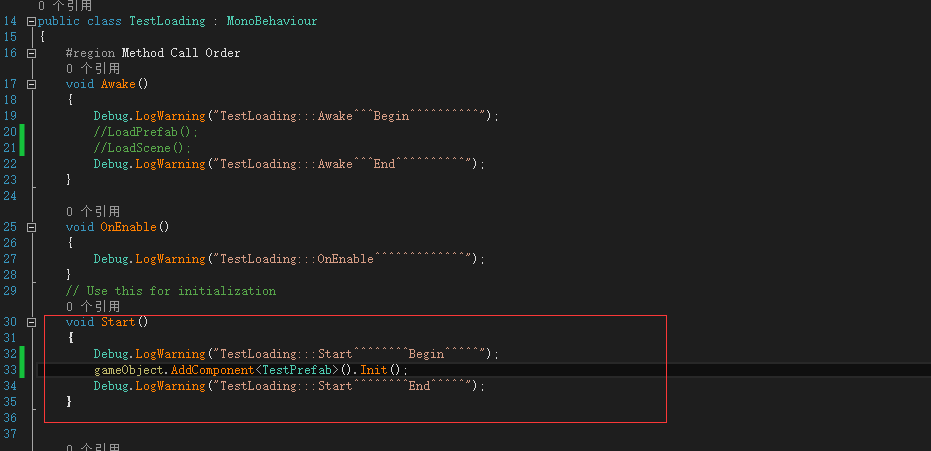 0 个引用
14 public class TestLoading : MonoBehaviour
15 {
16 #region Method Call Order
0 个引用
17 void Awake()
18 {
19 Debug.LogWarning("TestLoading:::Awake^^^Begin^^^^^^^^^^");
20 //LoadPrefab();
21 //LoadScene();
22 Debug.LogWarning("TestLoading:::Awake^^^End^^^^^^^^^^");
23 }
24
0 个引用
25 void OnEnable()
26 {
27 Debug.LogWarning("TestLoading:::OnEnable^^^^^^^^^^^^^");
28 }
29 // Use this for initialization
0 个引用
30 void Start()
31 {
32 Debug.LogWarning("TestLoading:::Start^^^^^^^^Begin^^^^^");
33 gameObject.AddComponent<TestPrefab>().Init();
34 Debug.LogWarning("TestLoading:::Start^^^^^^^^End^^^^^");
35 }
36
37
0 个引用